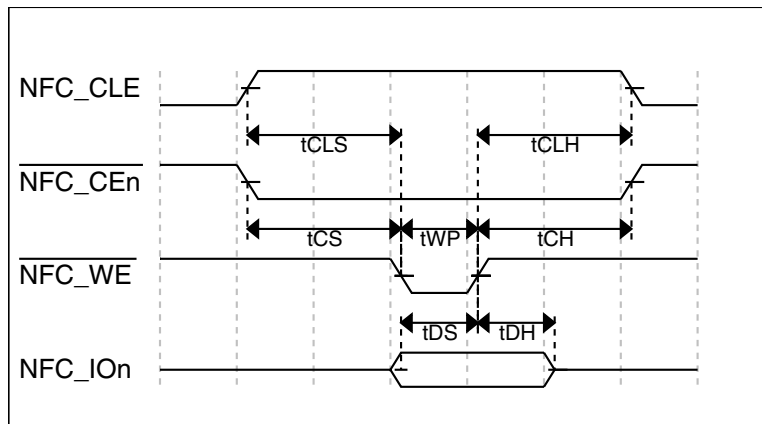 NFC_CLE
tCLS tCLH
NFC_CEn
tCS tWP tCH
NFC_WE
tDS tDH
NFC_IOn